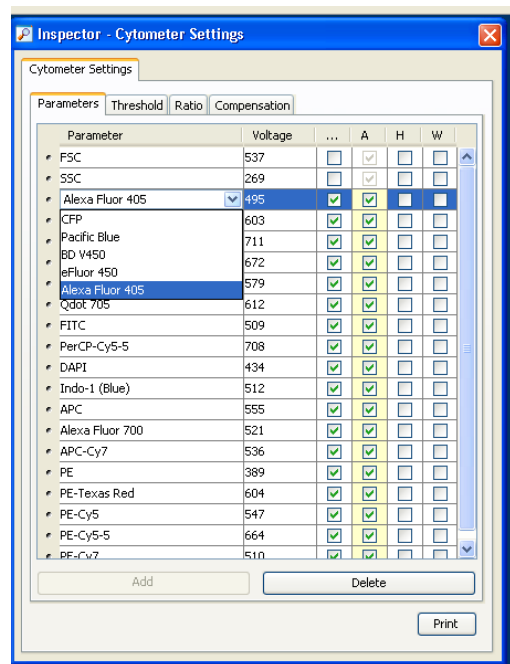 Inspector - Cytometer Settings
Cytometer Settings
Parameters Threshold Ratio Compensation
Parameter Voltage ... A H W
FSC 537
SSC 269
Alexa Fluor 405 495
CFP 603
Pacific Blue 711
BD V450 672
eFluor 450 579
Alexa Fluor 405
Qdot 705 612
FITC 509
PerCP-Cy5-5 708
DAPI 434
Indo-1 (Blue) 512
APC 555
Alexa Fluor 700 521
APC-Cy7 536
PE 389
PE-Texas Red 604
PE-Cy5 547
PE-Cy5-5 664
PE-Cy7 510
Add Delete
Print